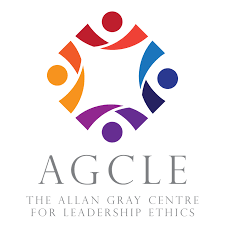 AGCLE
THE ALLAN GRAY CENTRE
FOR LEADERSHIP ETHICS